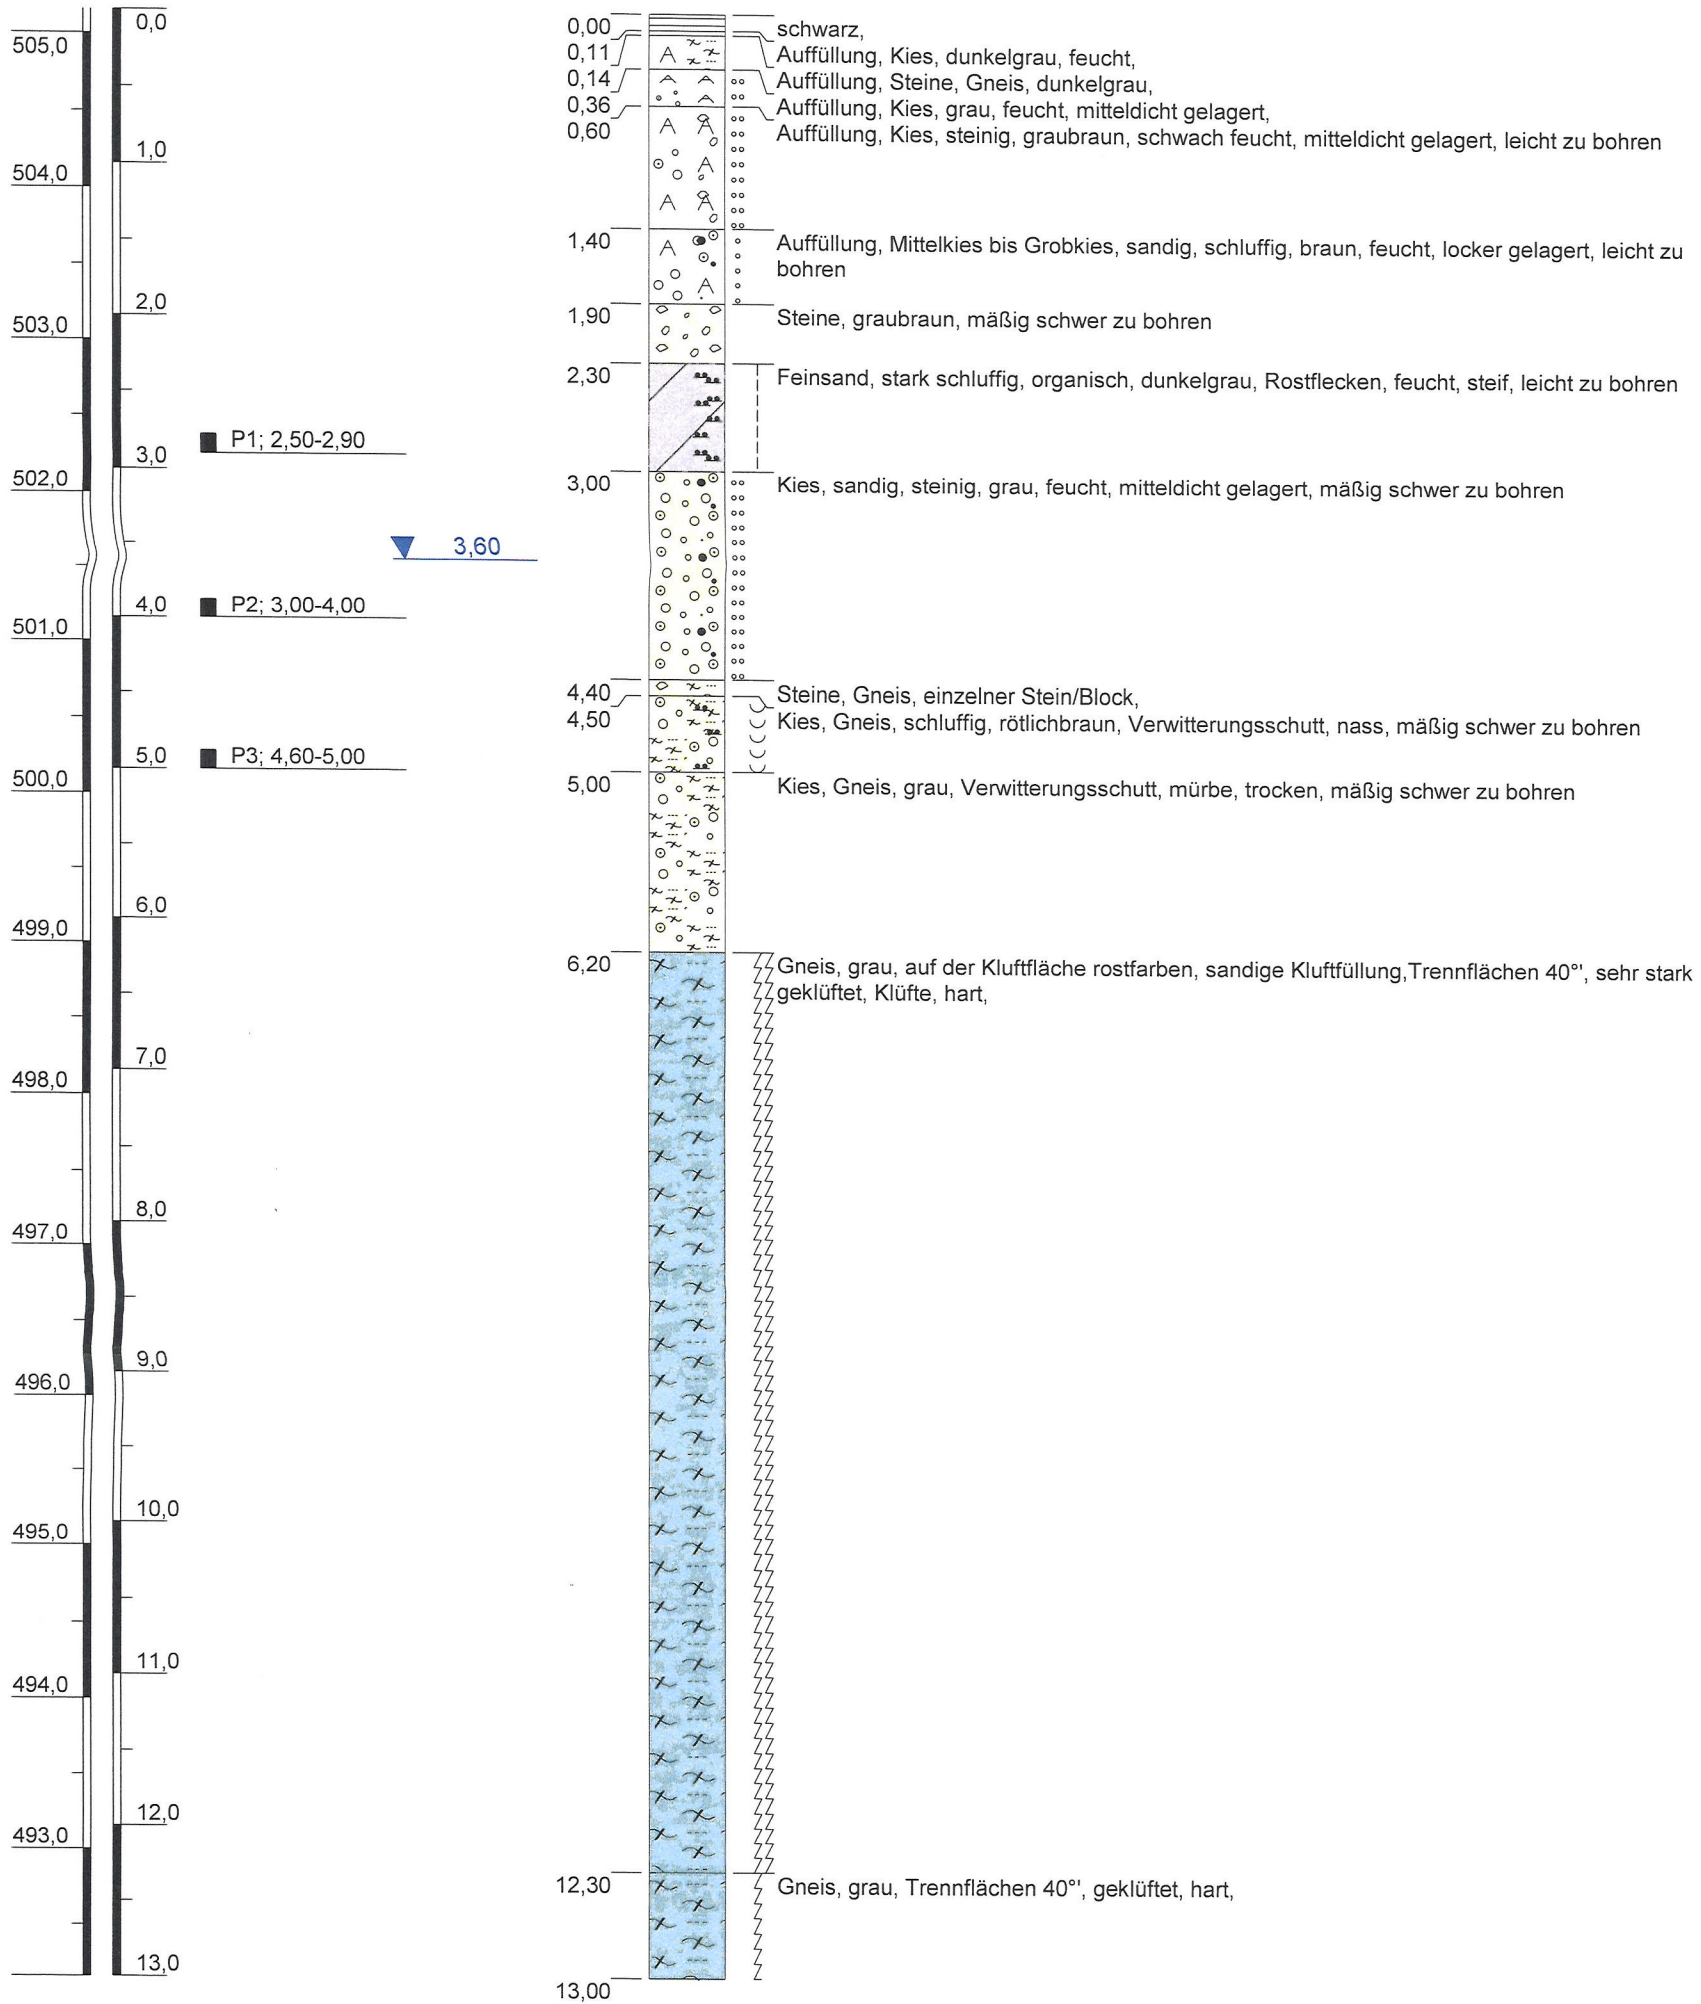 0,0
505,0
1,0
504,0
2,0
503,0
3,0
502,0
4,0
501,0
5,0
500,0
6,0
499,0
7,0
498,0
8,0
497,0
9,0
496,0
10,0
495,0
11,0
494,0
12,0
493,0
13,0
P1; 2,50-2,90
3,60
P2; 3,00-4,00
P3; 4,60-5,00
0,00 schwarz,
0,11 Auffüllung, Kies, dunkelgrau, feucht,
0,14 Auffüllung, Steine, Gneis, dunkelgrau,
0,36 Auffüllung, Kies, grau, feucht, mitteldicht gelagert,
0,60 Auffüllung, Kies, steinig, graubraun, schwach feucht, mitteldicht gelagert, leicht zu bohren
1,40 Auffüllung, Mittelkies bis Grobkies, sandig, schluffig, braun, feucht, locker gelagert, leicht zu
bohren
1,90 Steine, graubraun, mäßig schwer zu bohren
2,30 Feinsand, stark schluffig, organisch, dunkelgrau, Rostflecken, feucht, steif, leicht zu bohren
3,00 Kies, sandig, steinig, grau, feucht, mitteldicht gelagert, mäßig schwer zu bohren
4,40 Steine, Gneis, einzelner Stein/Block,
4,50 Kies, Gneis, schluffig, rötlichbraun, Verwitterungsschutt, nass, mäßig schwer zu bohren
5,00 Kies, Gneis, grau, Verwitterungsschutt, mürbe, trocken, mäßig schwer zu bohren
6,20 Gneis, grau, auf der Kluftfläche rostfarben, sandige Kluftfüllung,Trennflächen 40°', sehr stark
geklüftet, Klüfte, hart,
12,30 Gneis, grau, Trennflächen 40°', geklüftet, hart,
13,00